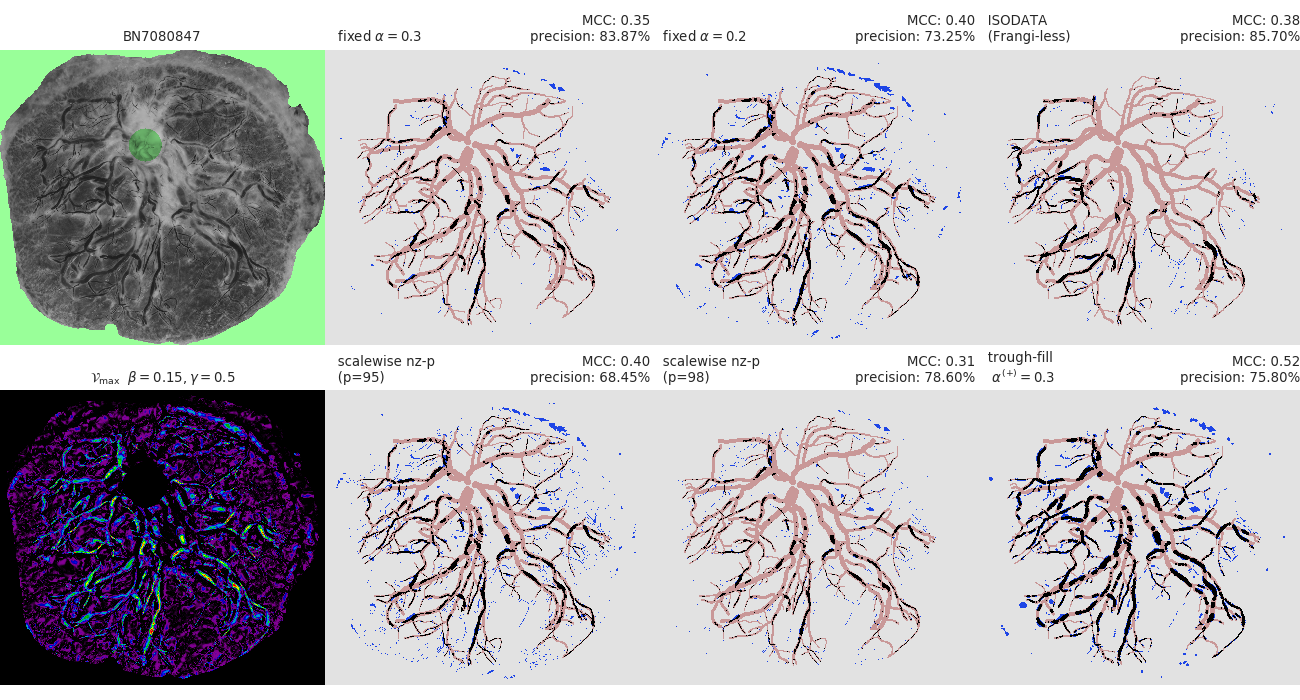 BN7080847
fixed α = 0.3
MCC: 0.35
precision: 83.87%
fixed α = 0.2
MCC: 0.40
precision: 73.25%
ISODATA
(Frangi-less)
MCC: 0.38
precision: 85.70%
𝒱max β = 0.15, γ = 0.5
scalewise nz-p
(p=95)
MCC: 0.40
precision: 68.45%
scalewise nz-p
(p=98)
MCC: 0.31
precision: 78.60%
trough-fill
α⁽⁺⁾ = 0.3
MCC: 0.52
precision: 75.80%